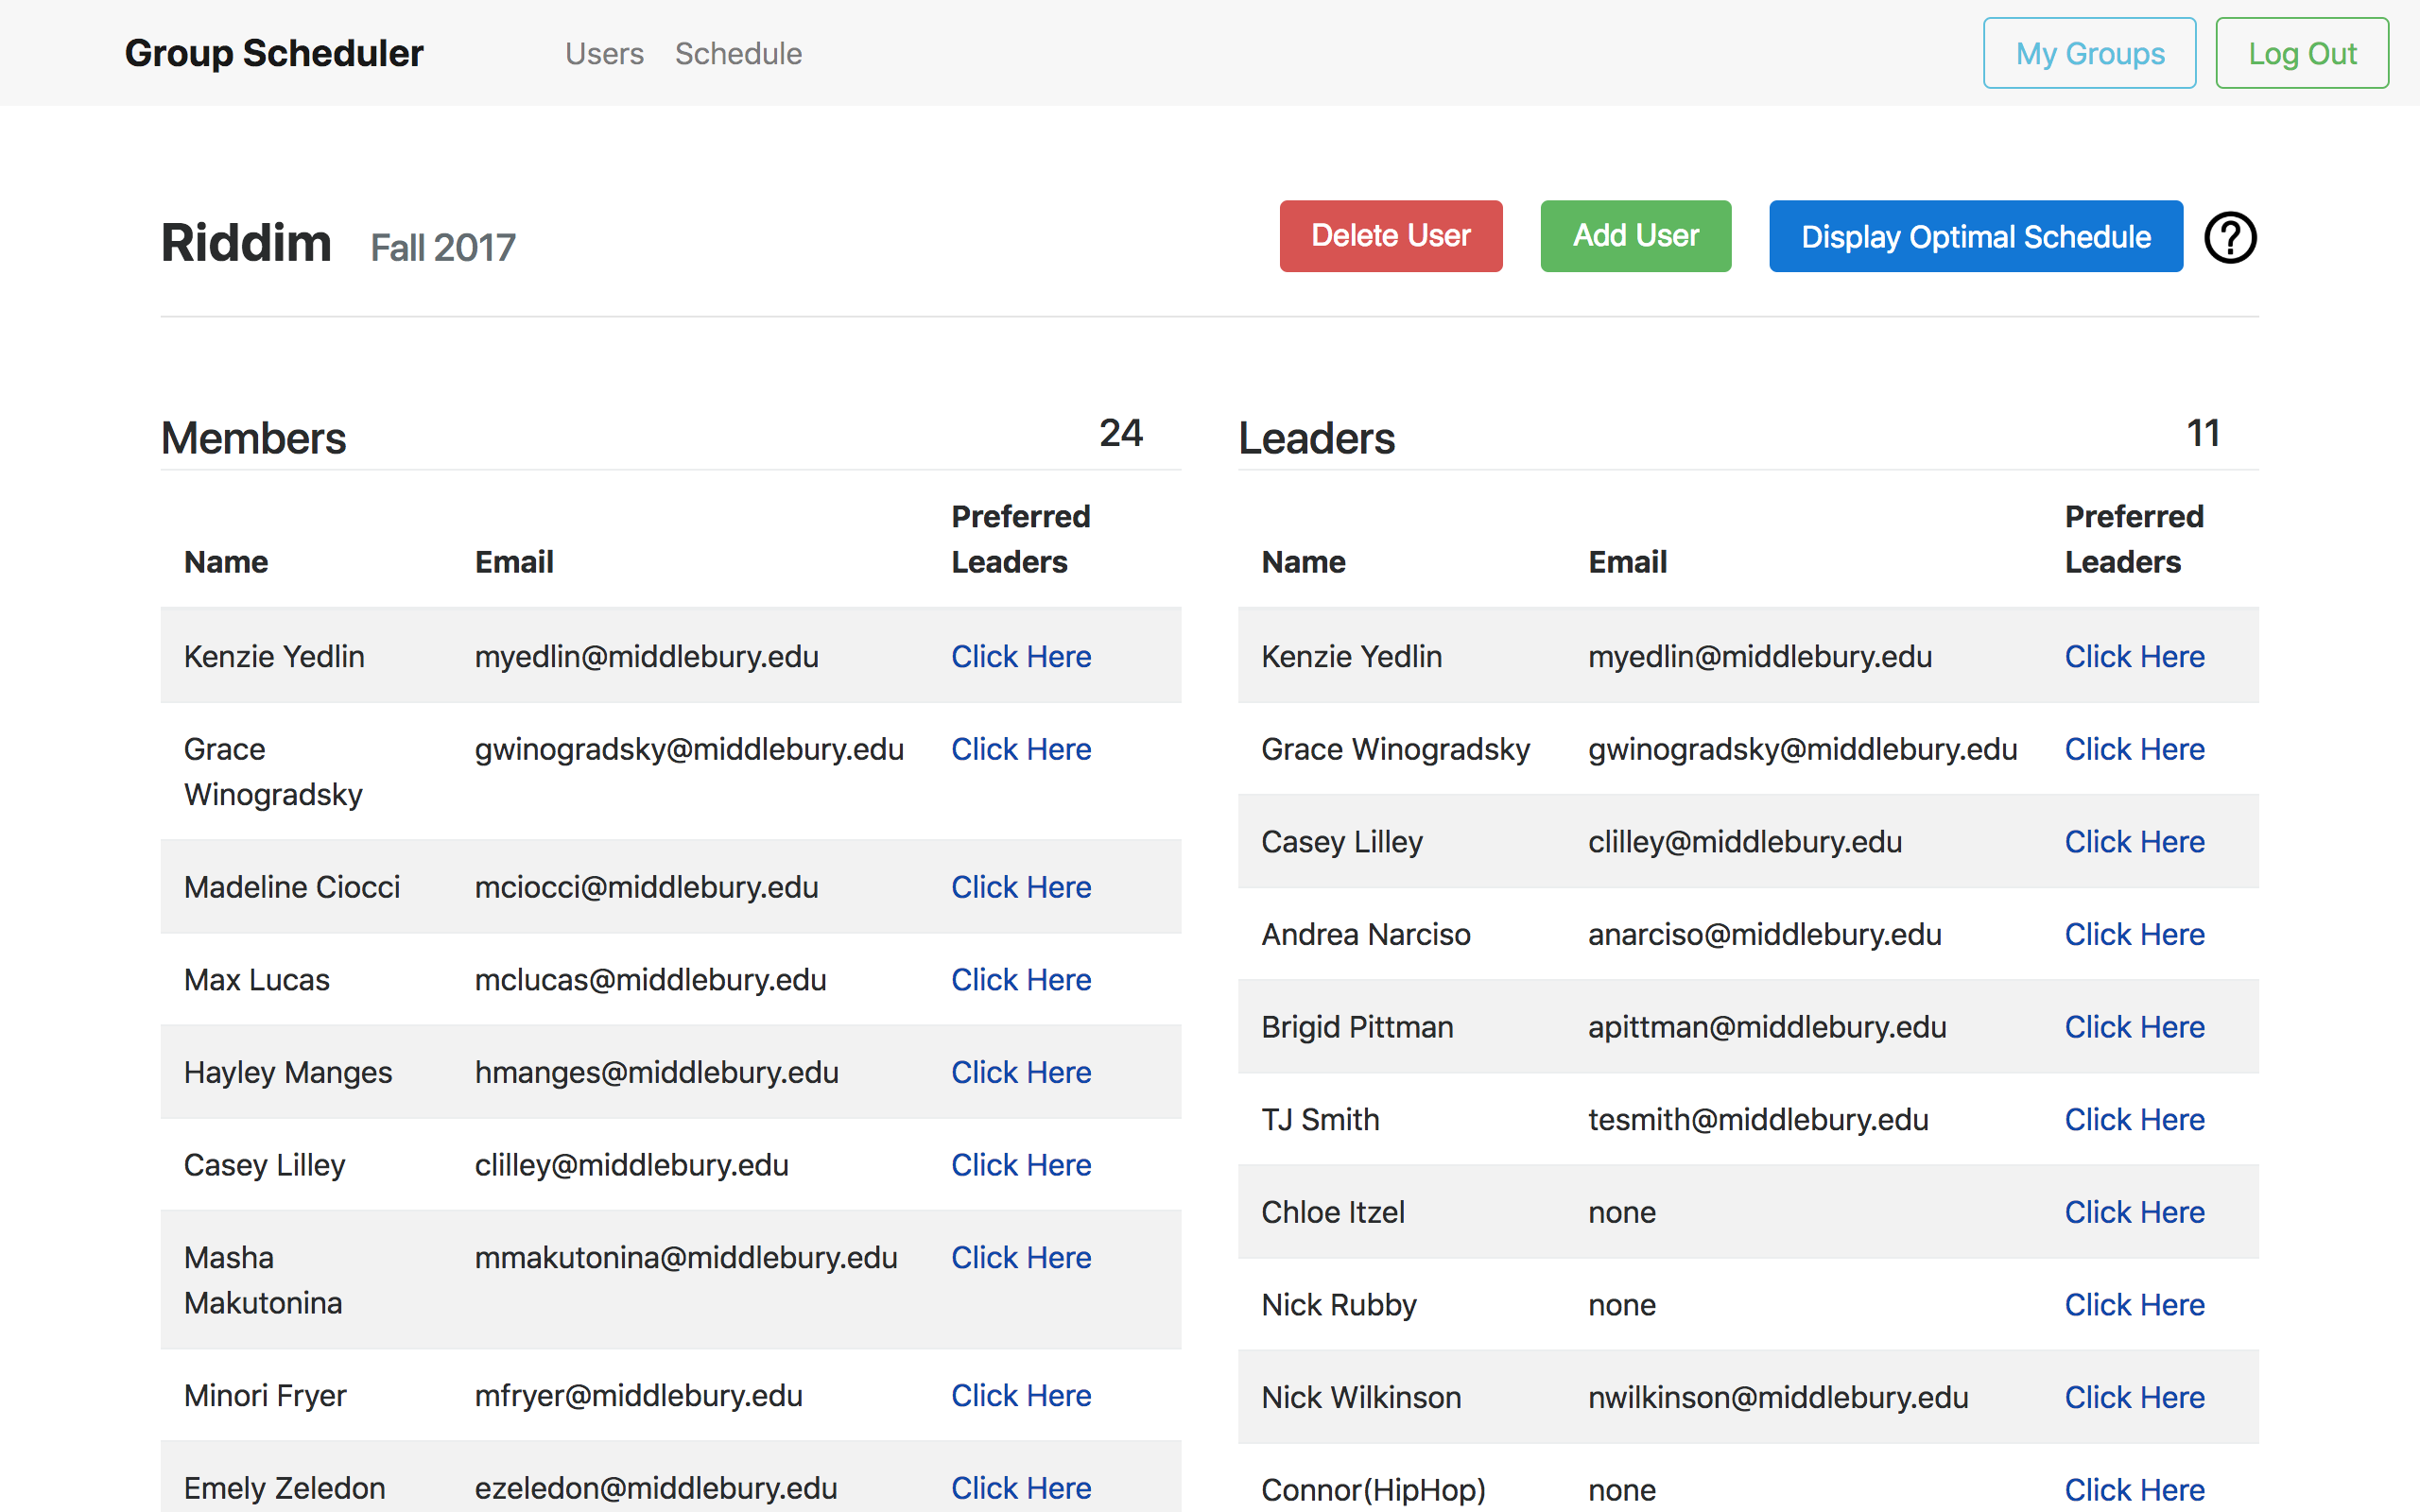 Group Scheduler Users Schedule My Groups Log Out
Riddim Fall 2017 Delete User Add User Display Optimal Schedule ?
Members 24
Name Email Preferred
Leaders
Kenzie Yedlin myedlin@middlebury.edu Click Here
Grace gwinogradsky@middlebury.edu Click Here
Winogradsky
Madeline Ciocci mciocci@middlebury.edu Click Here
Max Lucas mclucas@middlebury.edu Click Here
Hayley Manges hmanges@middlebury.edu Click Here
Casey Lilley clilley@middlebury.edu Click Here
Masha mmakutonina@middlebury.edu Click Here
Makutonina
Minori Fryer mfryer@middlebury.edu Click Here
Emely Zeledon ezeledon@middlebury.edu Click Here
Leaders 11
Name Email Preferred
Leaders
Kenzie Yedlin myedlin@middlebury.edu Click Here
Grace Winogradsky gwinogradsky@middlebury.edu Click Here
Casey Lilley clilley@middlebury.edu Click Here
Andrea Narciso anarciso@middlebury.edu Click Here
Brigid Pittman apittman@middlebury.edu Click Here
TJ Smith tesmith@middlebury.edu Click Here
Chloe Itzel none Click Here
Nick Rubby none Click Here
Nick Wilkinson nwilkinson@middlebury.edu Click Here
Connor(HipHop) none Click Here